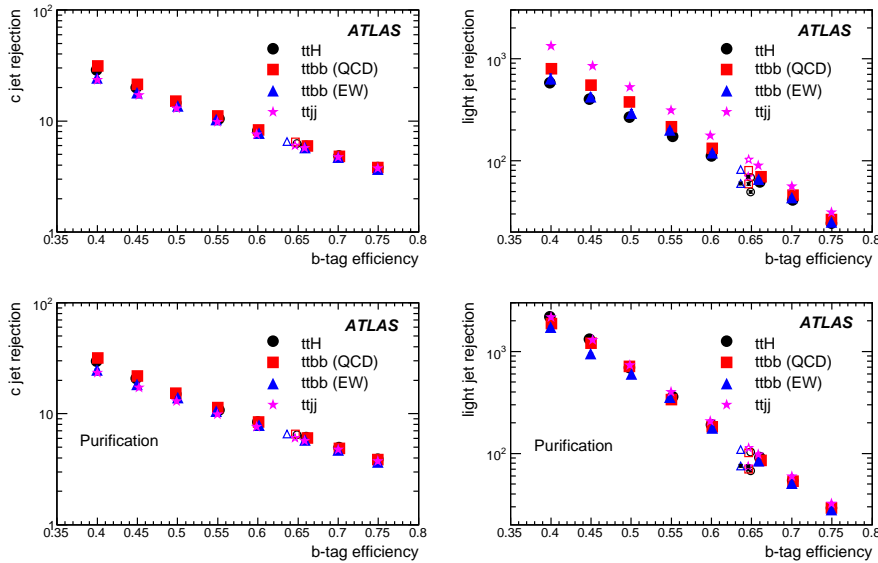 c jet rejection
10²
10
1
ATLAS
ttH
ttbb (QCD)
ttbb (EW)
ttjj
0.35 0.4 0.45 0.5 0.55 0.6 0.65 0.7 0.75 0.8
b-tag efficiency
light jet rejection
10³
10²
ATLAS
ttH
ttbb (QCD)
ttbb (EW)
ttjj
0.35 0.4 0.45 0.5 0.55 0.6 0.65 0.7 0.75 0.8
b-tag efficiency
c jet rejection
10²
10
1
ATLAS
ttH
ttbb (QCD)
ttbb (EW)
ttjj
Purification
0.35 0.4 0.45 0.5 0.55 0.6 0.65 0.7 0.75 0.8
b-tag efficiency
light jet rejection
10³
10²
ATLAS
ttH
ttbb (QCD)
ttbb (EW)
ttjj
Purification
0.35 0.4 0.45 0.5 0.55 0.6 0.65 0.7 0.75 0.8
b-tag efficiency